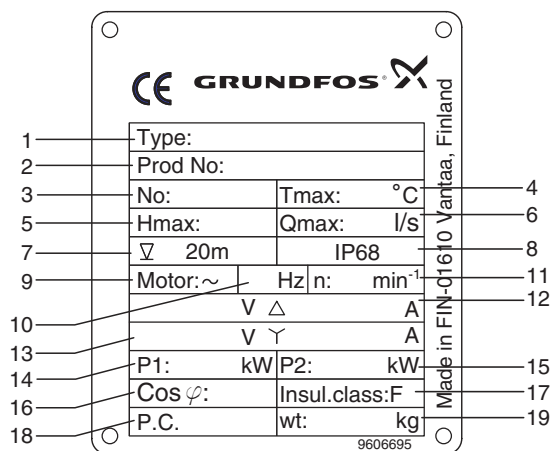 CE GRUNDFOS
1 Type:
2 Prod No:
3 No: Tmax: °C 4
5 Hmax: Qmax: l/s 6
7 20m IP68 8
9 Motor:~ Hz n: min⁻¹ 11
10 V △ A 12
13 V Y A
14 P1: kW P2: kW 15
16 Cos φ: Insul.class:F 17
18 P.C. wt: kg 19
9606695
Made in FIN-01610 Vantaa, Finland